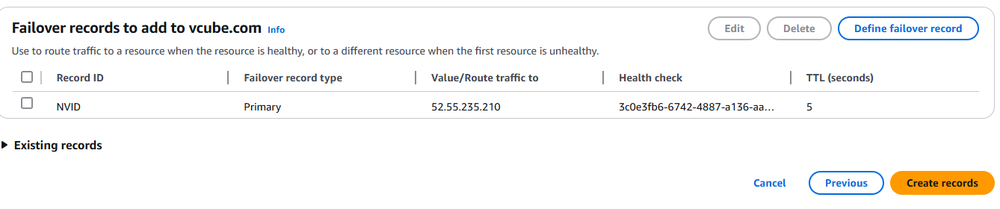 Failover records to add to vcube.com Info
Edit
Delete
Define failover record
Use to route traffic to a resource when the resource is healthy, or to a different resource when the first resource is unhealthy.
Record ID Failover record type Value/Route traffic to Health check TTL (seconds)
NVID Primary 52.55.235.210 3c0e3fb6-6742-4887-a136-aa... 5
Existing records
Cancel
Previous
Create records